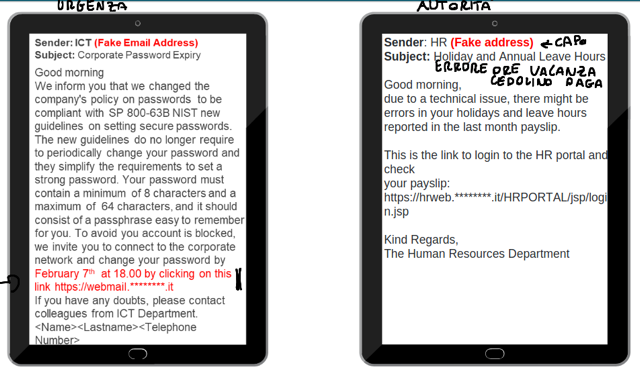 URGENZA
Sender: ICT (Fake Email Address)
Subject: Corporate Password Expiry
Good morning
We inform you that we changed the
company's policy on passwords to be
compliant with SP 800-63B NIST new
guidelines on setting secure passwords.
The new guidelines do no longer require
to periodically change your password and
they simplify the requirements to set a
strong password. Your password must
contain a minimum of 8 characters and a
maximum of 64 characters, and it should
consist of a passphrase easy to remember
for you. To avoid you account is blocked,
we invite you to connect to the corporate
network and change your password by
February 7th at 18.00 by clicking on this
link https://webmail.********.it
If you have any doubts, please contact
colleagues from ICT Department.
<Name><Lastname><Telephone
Number>
AUTORITA
Sender: HR (Fake address) ← CAPO
Subject: Holiday and Annual Leave Hours
ERRORE ORE VACANZA
CEDOLINO PAGA
Good morning,
due to a technical issue, there might be
errors in your holidays and leave hours
reported in the last month payslip.
This is the link to login to the HR portal and
check
your payslip:
https://hrweb.********.it/HRPORTAL/jsp/logi
n.jsp
Kind Regards,
The Human Resources Department